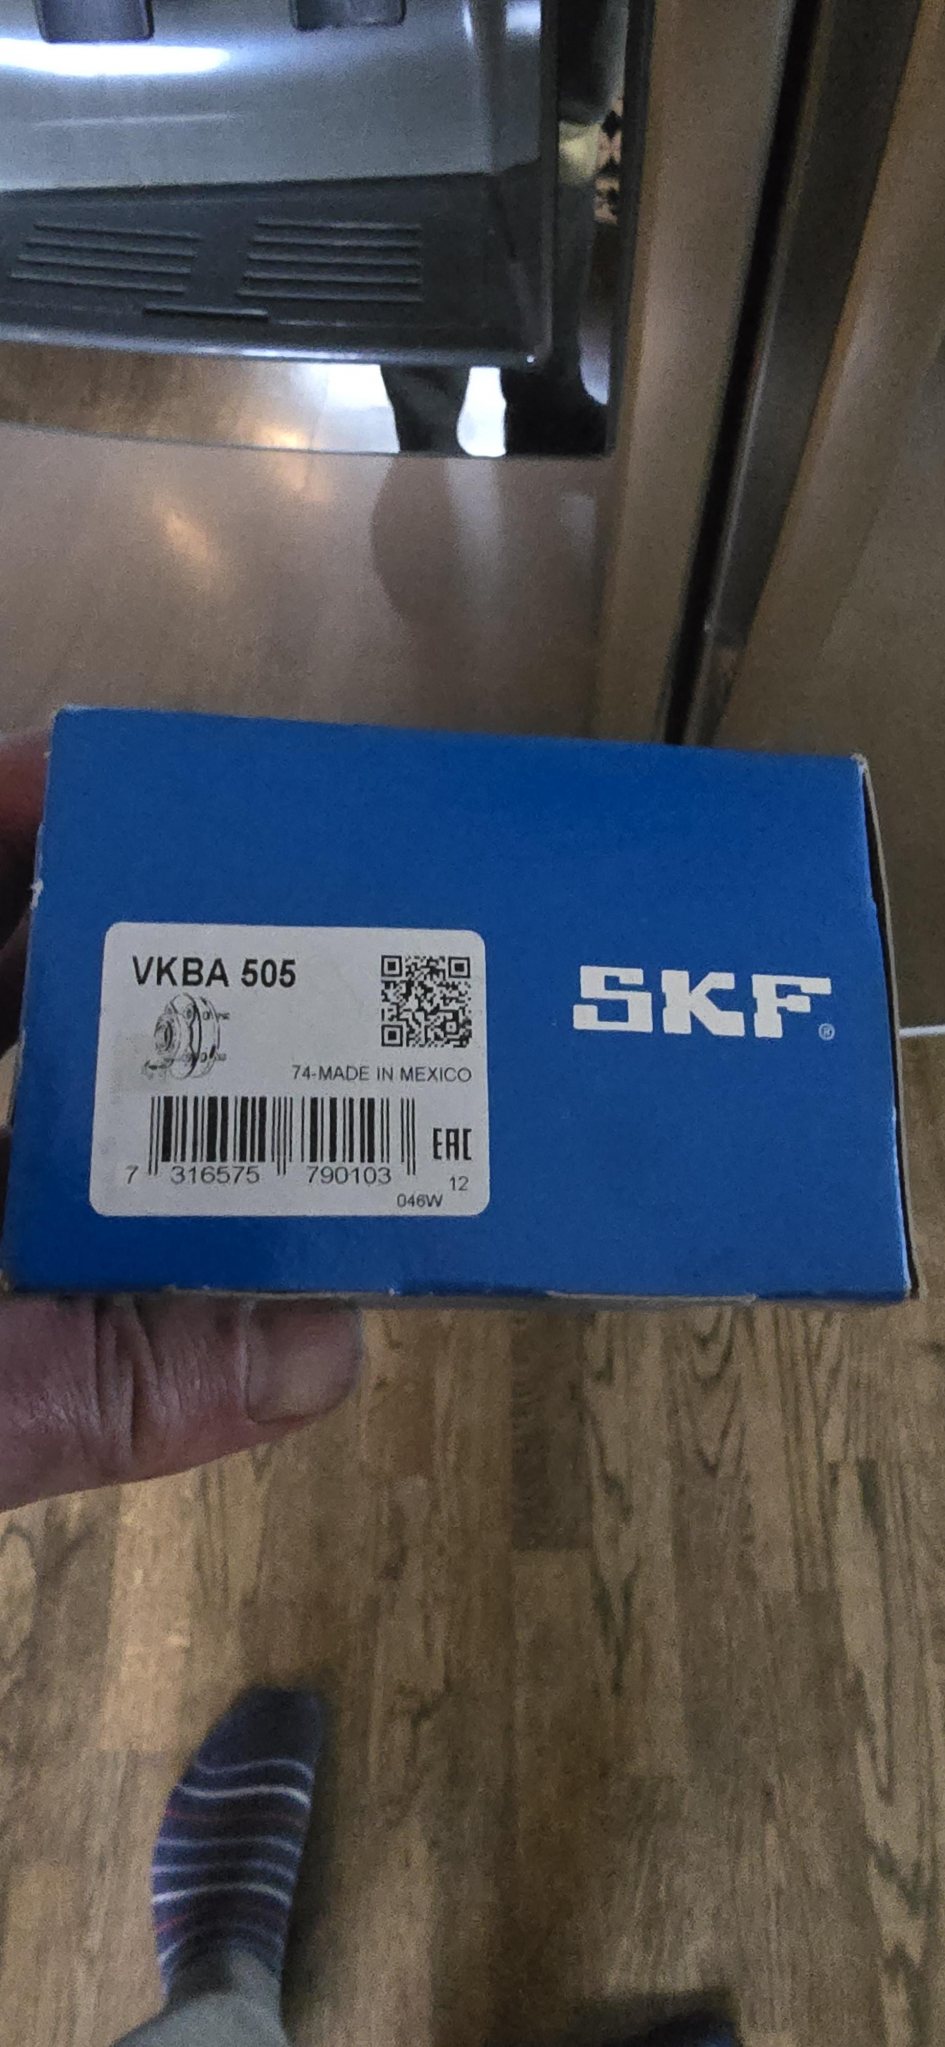 VKBA 505
SKF®
74-MADE IN MEXICO
EAC
7 316575 790103
12
046W